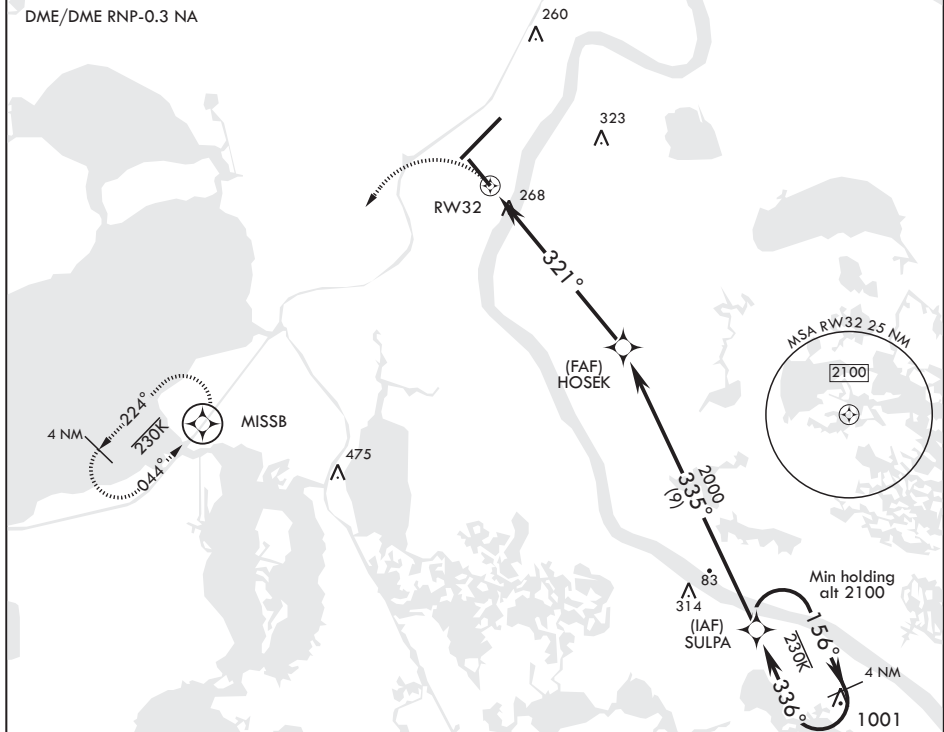 DME/DME RNP-0.3 NA
260
323
RW32
268
321°
MSA RW32 25 NM
2100
(FAF)
HOSEK
224°
4 NM
230K
044°
MISSB
475
2000
335°
(9)
83
314
(IAF)
SULPA
Min holding
alt 2100
156°
230K
4 NM
336°
1001